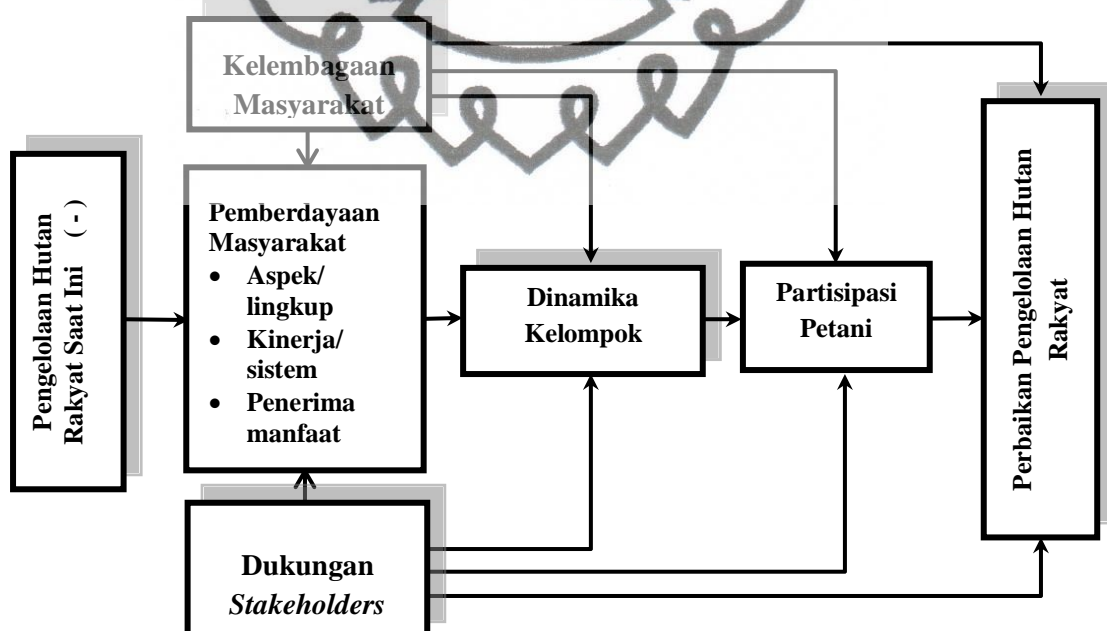 Kelembagaan
Masyarakat
Pengelolaan Hutan
Rakyat Saat Ini ( - )
Pemberdayaan
Masyarakat
• Aspek/
lingkup
• Kinerja/
sistem
• Penerima
manfaat
Dinamika
Kelompok
Partisipasi
Petani
Perbaikan Pengelolaan Hutan
Rakyat
Dukungan
Stakeholders